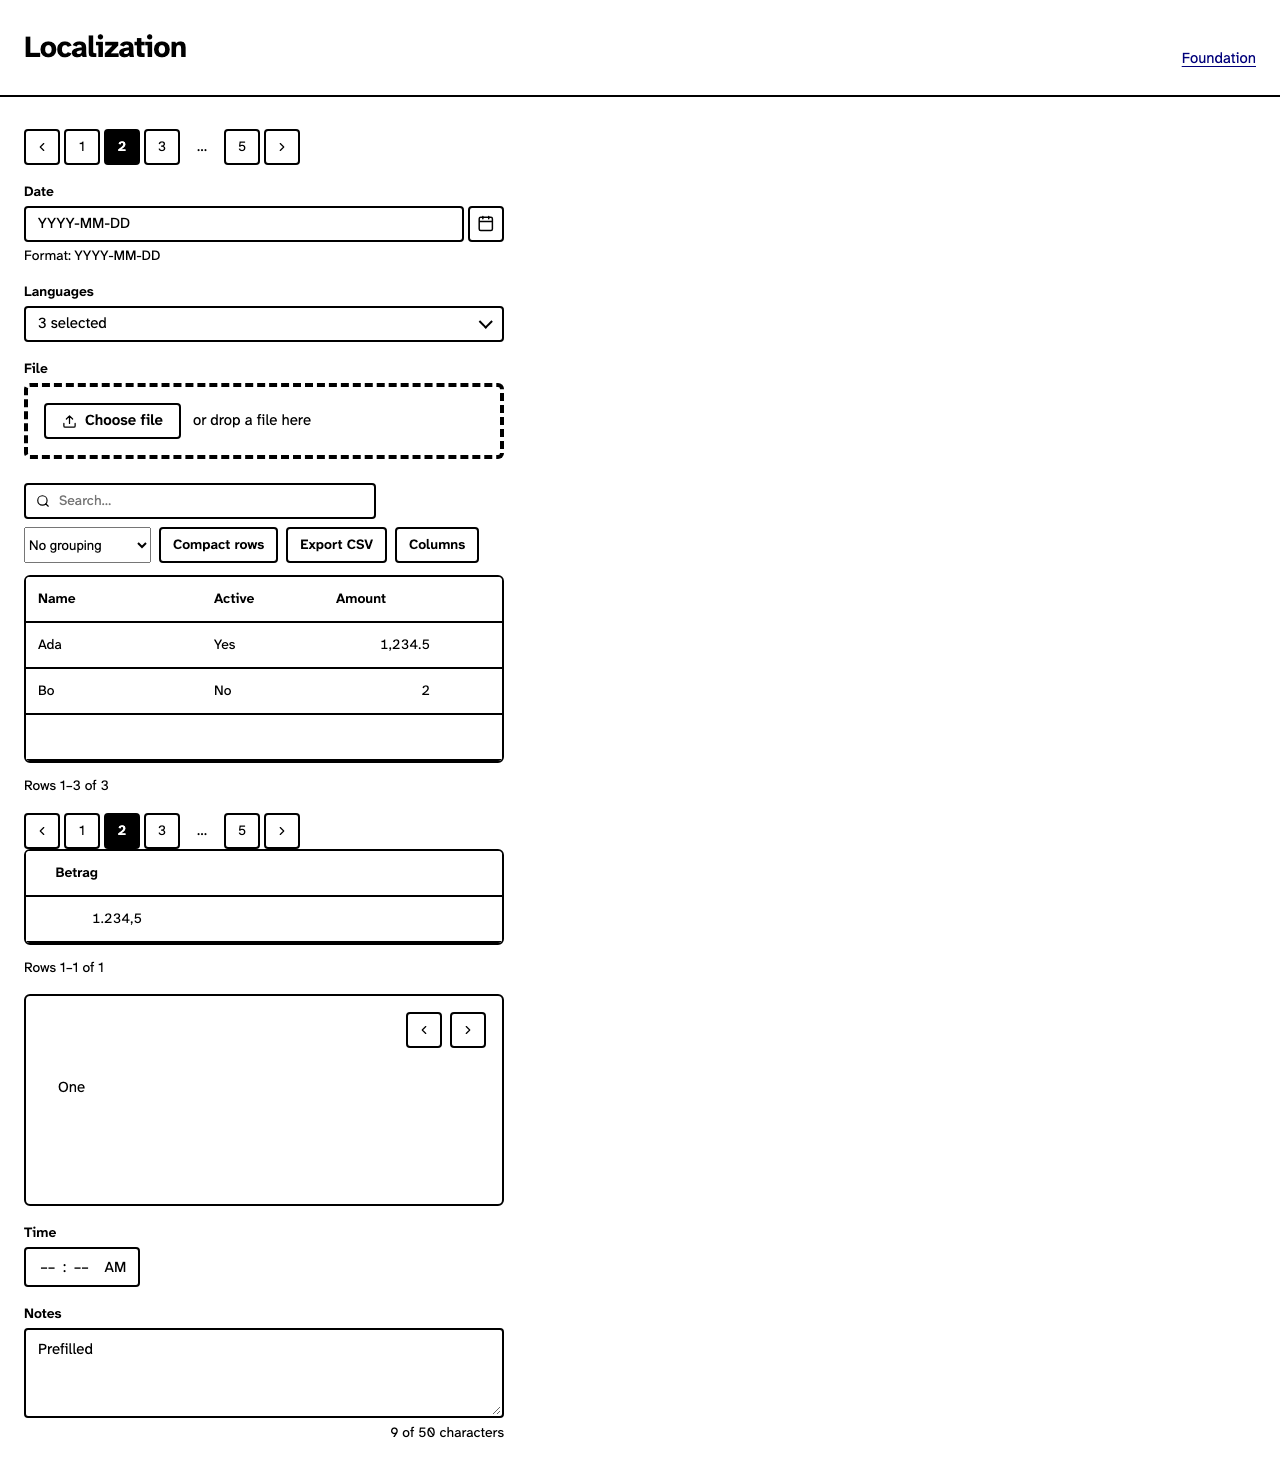 Localization
Foundation
1 2 3 … 5
Date
YYYY-MM-DD
Format: YYYY-MM-DD
Languages
3 selected
File
Choose file or drop a file here
Search…
No grouping Compact rows Export CSV Columns
Name Active Amount
Ada Yes 1,234.5
Bo No 2
Rows 1–3 of 3
1 2 3 … 5
Betrag
1.234,5
Rows 1–1 of 1
One
Time
–– : –– AM
Notes
Prefilled
9 of 50 characters